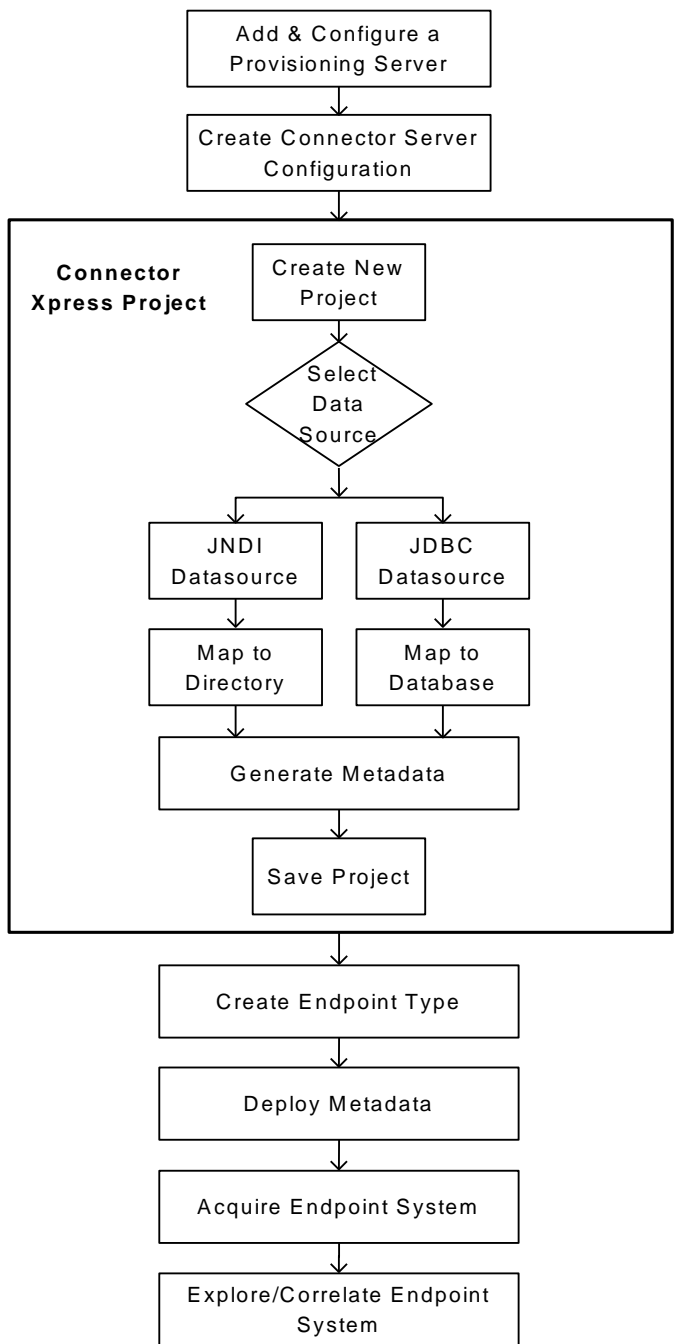 Add & Configure a
Provisioning Server
Create Connector Server
Configuration
Connector
Xpress Project
Create New
Project
Select
Data
Source
JNDI
Datasource
JDBC
Datasource
Map to
Directory
Map to
Database
Generate Metadata
Save Project
Create Endpoint Type
Deploy Metadata
Acquire Endpoint System
Explore/Correlate Endpoint
System